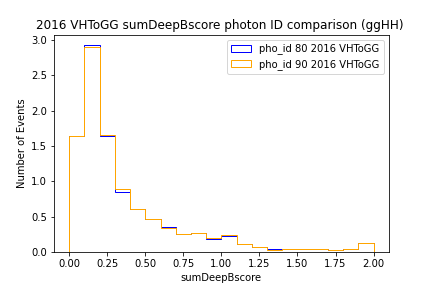 2016 VHToGG sumDeepBscore photon ID comparison (ggHH)
pho_id 80 2016 VHToGG
pho_id 90 2016 VHToGG
Number of Events
3.0
2.5
2.0
1.5
1.0
0.5
0.0
0.00 0.25 0.50 0.75 1.00 1.25 1.50 1.75 2.00
sumDeepBscore